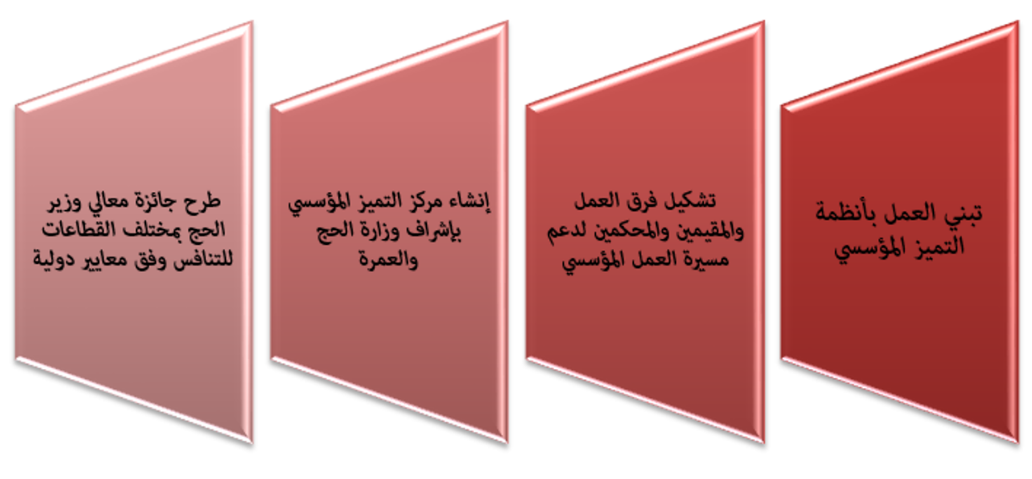 تبني العمل بأنظمة
التميز المؤسسي
تشكيل فرق العمل
والمقيمين والمحكمين لدعم
مسيرة العمل المؤسسي
إنشاء مركز التميز المؤسسي
بإشراف وزارة الحج
والعمرة
طرح جائزة معالي وزير
الحج بمختلف القطاعات
للتنافس وفق معايير دولية